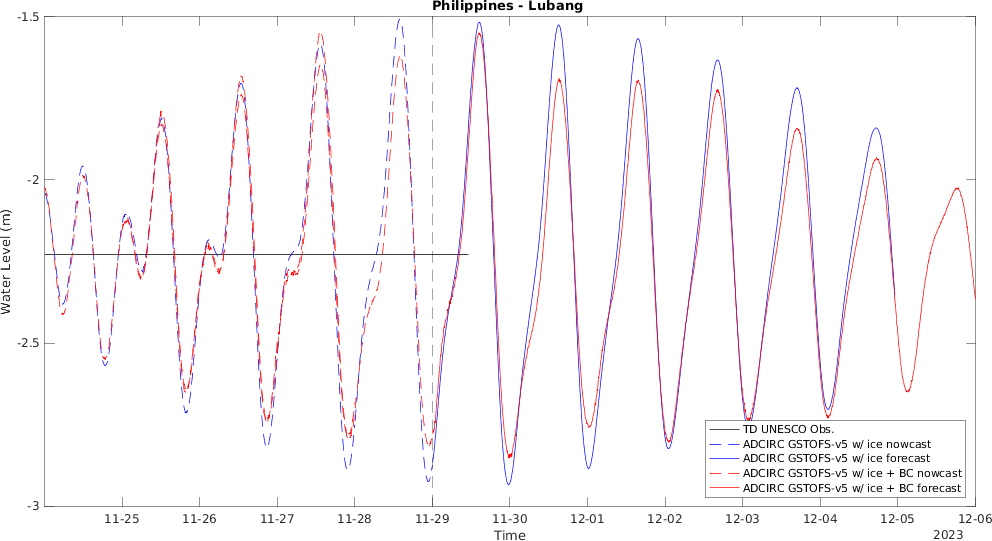 Philippines - Lubang
-1.5
-2
-2.5
-3
Water Level (m)
11-25 11-26 11-27 11-28 11-29 11-30 12-01 12-02 12-03 12-04 12-05 12-06
Time
2023
TD UNESCO Obs.
ADCIRC GSTOFS-v5 w/ ice nowcast
ADCIRC GSTOFS-v5 w/ ice forecast
ADCIRC GSTOFS-v5 w/ ice + BC nowcast
ADCIRC GSTOFS-v5 w/ ice + BC forecast